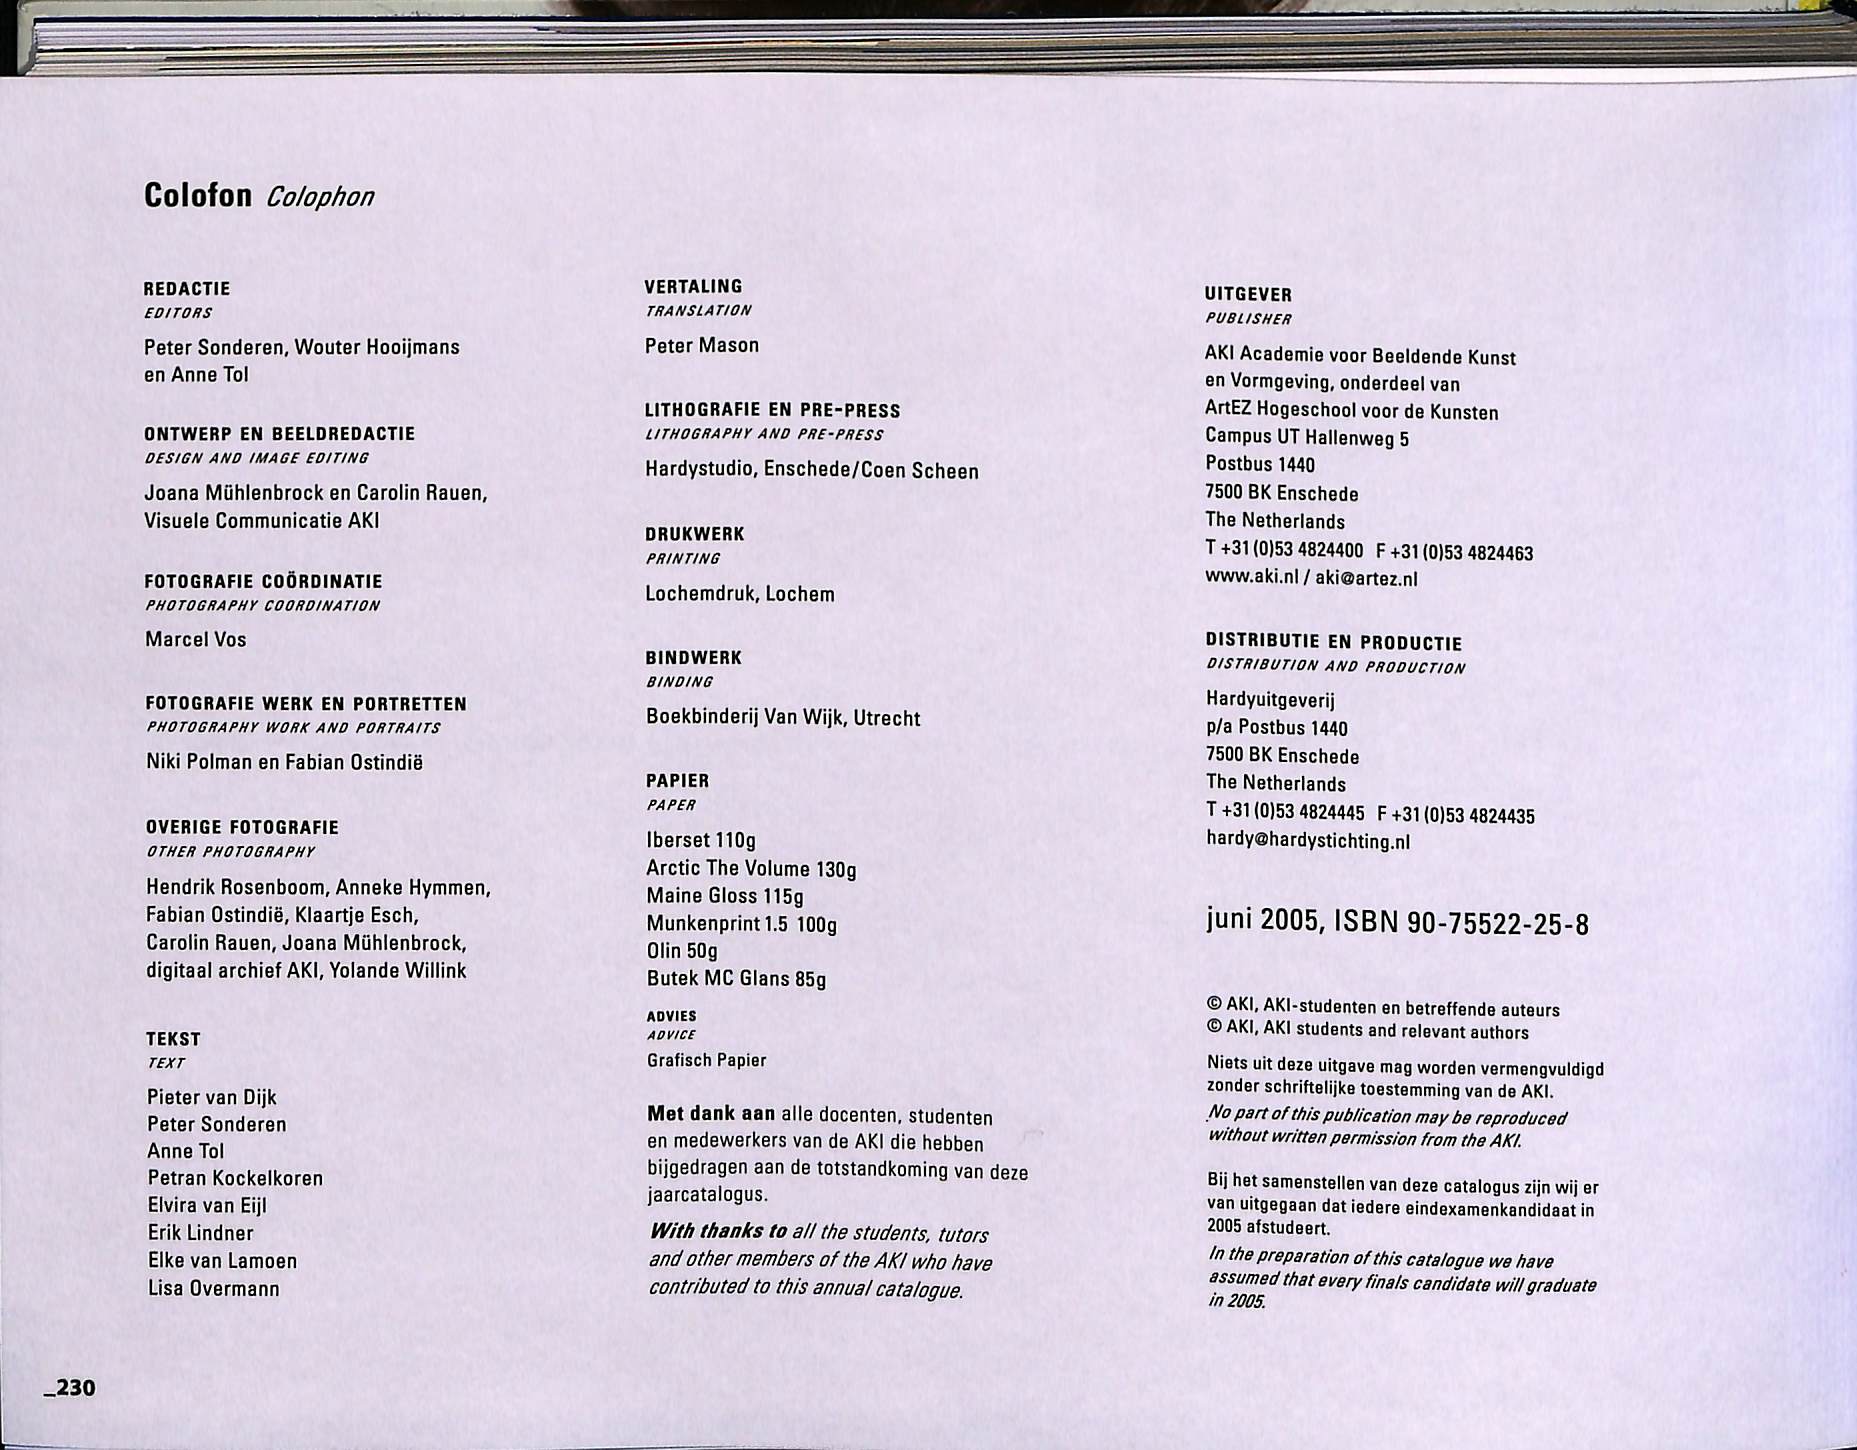 Colofon Colophon
REDACTIE
EDITORS
Peter Sonderen, Wouter Hooijmans
en Anne Tol
ONTWERP EN BEELDREDACTIE
DESIGN AND IMAGE EDITING
Joana Mühlenbrock en Carolin Rauen,
Visuele Communicatie AKI
FOTOGRAFIE COÖRDINATIE
PHOTOGRAPHY COORDINATION
Marcel Vos
FOTOGRAFIE WERK EN PORTRETTEN
PHOTOGRAPHY WORK AND PORTRAITS
Niki Polman en Fabian Ostindië
OVERIGE FOTOGRAFIE
OTHER PHOTOGRAPHY
Hendrik Rosenboom, Anneke Hymmen,
Fabian Ostindië, Klaartje Esch,
Carolin Rauen, Joana Mühlenbrock,
digitaal archief AKI, Yolande Willink
TEKST
TEXT
Pieter van Dijk
Peter Sonderen
Anne Tol
Petran Kockelkoren
Elvira van Eijl
Erik Lindner
Elke van Lamoen
Lisa Overmann
VERTALING
TRANSLATION
Peter Mason
LITHOGRAFIE EN PRE-PRESS
LITHOGRAPHY AND PRE-PRESS
Hardystudio, Enschede/Coen Scheen
DRUKWERK
PRINTING
Lochemdruk, Lochem
BINDWERK
BINDING
Boekbinderij Van Wijk, Utrecht
PAPIER
PAPER
Iberset 110g
Arctic The Volume 130g
Maine Gloss 115g
Munkenprint 1.5 100g
Olin 50g
Butek MC Glans 85g
ADVIES
ADVICE
Grafisch Papier
Met dank aan alle docenten, studenten
en medewerkers van de AKI die hebben
bijgedragen aan de totstandkoming van deze
jaarcatalogus.
With thanks to all the students, tutors
and other members of the AKI who have
contributed to this annual catalogue.
UITGEVER
PUBLISHER
AKI Academie voor Beeldende Kunst
en Vormgeving, onderdeel van
ArtEZ Hogeschool voor de Kunsten
Campus UT Hallenweg 5
Postbus 1440
7500 BK Enschede
The Netherlands
T +31 (0)53 4824400 F +31 (0)53 4824463
www.aki.nl / aki@artez.nl
DISTRIBUTIE EN PRODUCTIE
DISTRIBUTION AND PRODUCTION
Hardyuitgeverij
p/a Postbus 1440
7500 BK Enschede
The Netherlands
T +31 (0)53 4824445 F +31 (0)53 4824435
hardy@hardystichting.nl
juni 2005, ISBN 90-75522-25-8
© AKI, AKI-studenten en betreffende auteurs
© AKI, AKI students and relevant authors
Niets uit deze uitgave mag worden vermengvuldigd
zonder schriftelijke toestemming van de AKI.
No part of this publication may be reproduced
without written permission from the AKI.
Bij het samenstellen van deze catalogus zijn wij er
van uitgegaan dat iedere eindexamenkandidaat in
2005 afstudeert.
In the preparation of this catalogue we have
assumed that every finals candidate will graduate
in 2005.
_230